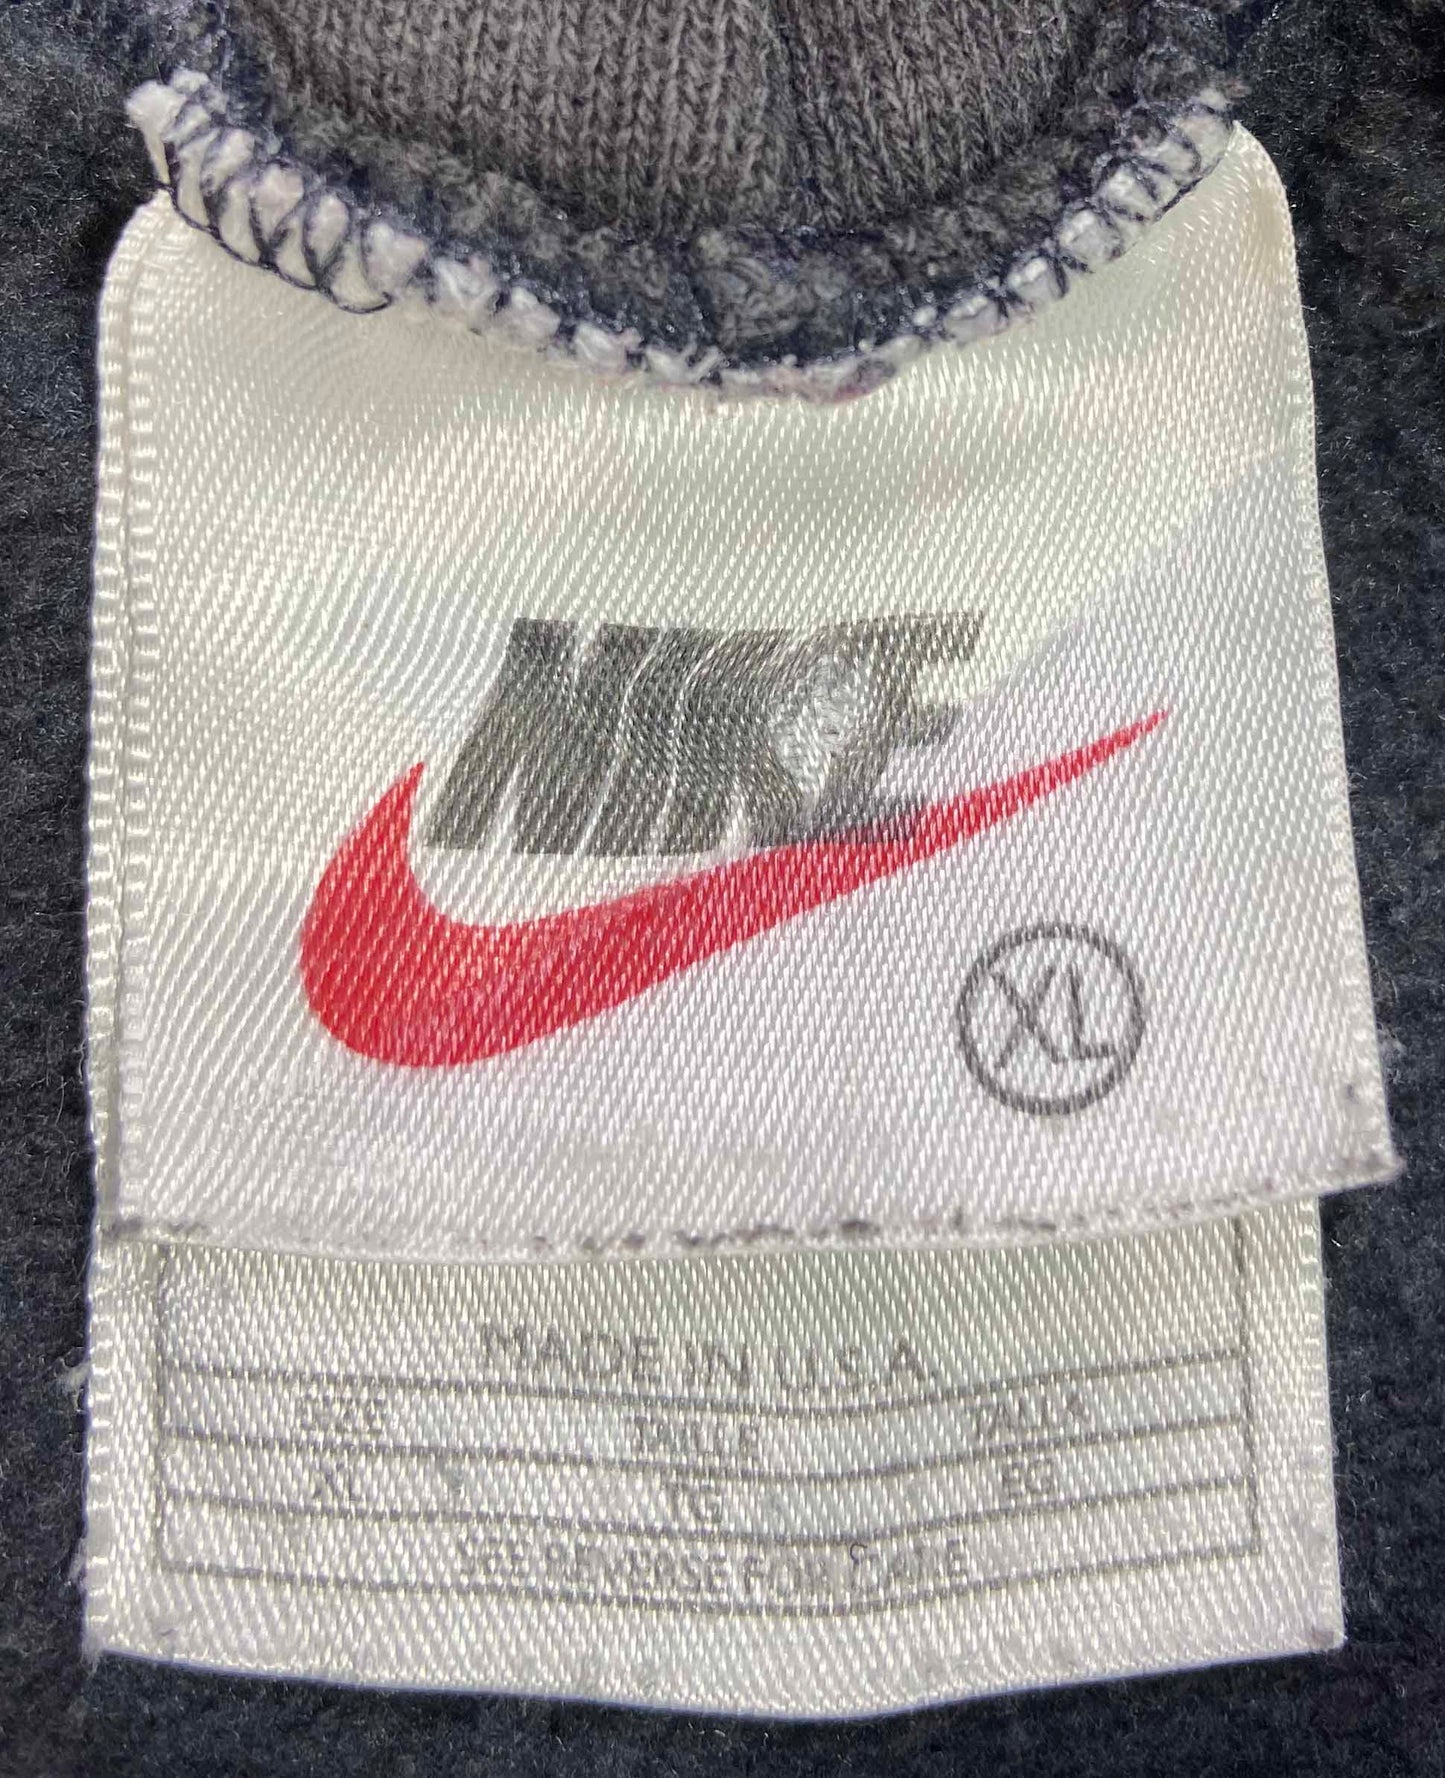 NIKE
XL
MADE IN U.S.A.
SIZE TAILLE TALLA
XL TG EG
SEE REVERSE FOR CARE